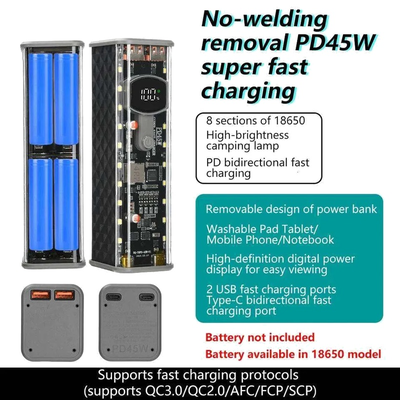 No-welding
removal PD45W
super fast
charging
8 sections of 18650
High-brightness
camping lamp
PD bidirectional fast
charging
Removable design of power bank
Washable Pad Tablet/
Mobile Phone/Notebook
High-definition digital power
display for easy viewing
2 USB fast charging ports
Type-C bidirectional fast
charging port
Battery not included
Battery available in 18650 model
100%
PD45W
Supports fast charging protocols
(supports QC3.0/QC2.0/AFC/FCP/SCP)